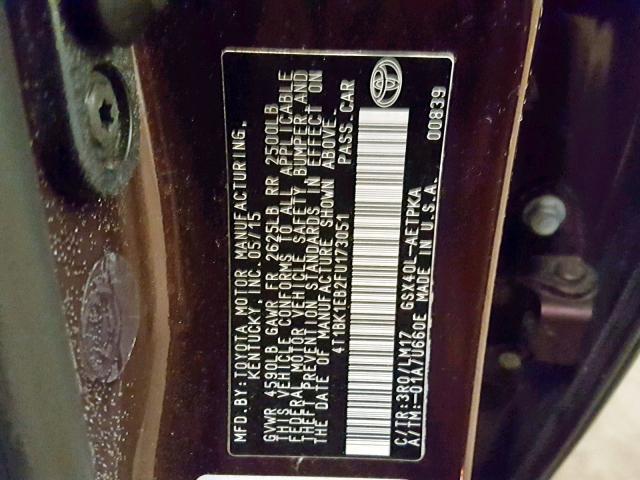 MFD.BY:TOYOTA MOTOR MANUFACTURING,
KENTUCKY, INC. 05/15
GVWR 4590LB GAWR FR 2625LB RR 2500LB
THIS VEHICLE CONFORMS TO ALL APPLICABLE
FEDERAL MOTOR VEHICLE SAFETY, BUMPER, AND
THEFT PREVENTION STANDARDS IN EFFECT ON
THE DATE OF MANUFACTURE SHOWN ABOVE.
4T1BK1EB2FU173051 PASS. CAR
C/TR:3R0/LM17 GSX40L-AETPKA
A/TM:-01A/U660E MADE IN U.S.A. 00839